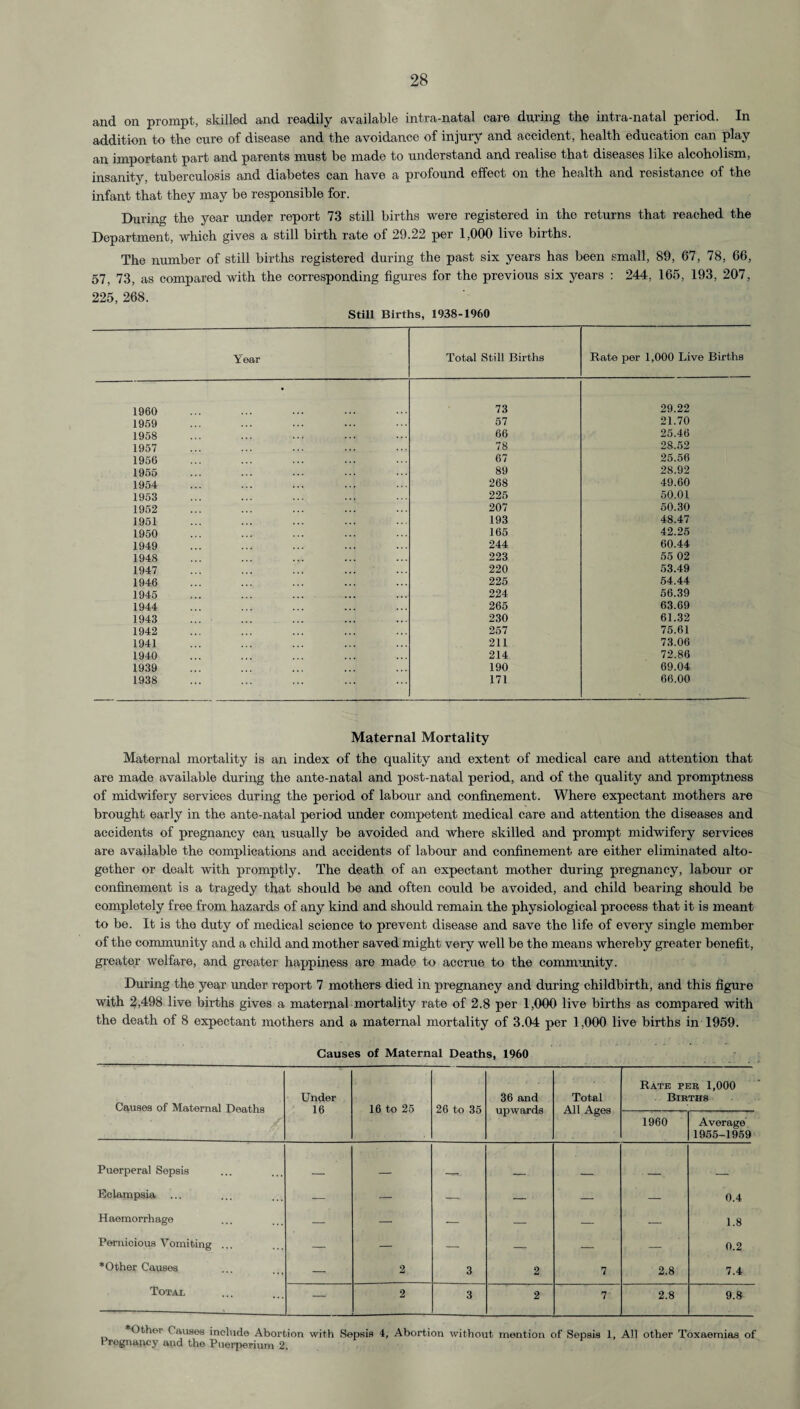 28
and on prompt, skilled and readily available intra-natal care during the intra-natal period. In
addition to the cure of disease and the avoidance of injury and accident, health education can play
an important part and parents must be made to understand and realise that diseases like alcoholism,
insanity, tuberculosis and diabetes can have a profound effect on the health and resistance of the
infant that they may be responsible for.
During the year under report 73 still births were registered in the returns that reached the
Department, which gives a still birth rate of 29.22 per 1,000 live births.
The number of still births registered during the past six years has been small, 89, 67, 78, 66,
57, 73, as compared with the corresponding figures for the previous six years : 244, 165, 193, 207,
225, 268.
Still Births, 1938-1960
Year Total Still Births Rate per 1,000 Live Births
1960 ... ... ... ... ... 73 29.22
1959 ... ... ... ... ... 57 21.70
1958 ... ... ... ... ... 66 25.46
1957 ... ... ... ... ... 78 28.52
1956 ... ... ... ... ... 67 25.56
1955 ... ... ... ... ... 89 28.92
1954 ... ... ... ... ... 268 49.60
1953 ... ... ... ... ... 225 50.01
1952 ... ... ... ... ... 207 50.30
1951 ... ... ... ... ... 193 48.47
1950 ... ... ... ... ... 165 42.25
1949 ... ... ... ... ... 244 60.44
1948 ... ... ... ... ... 223 55 02
1947 ... ... ... ... ... 220 53.49
1946 ... ... ... ... ... 225 54.44
1945 ... ... ... ... ... 224 56.39
1944 ... ... ... ... ... 265 63.69
1943 ... ... ... ... ... 230 61.32
1942 ... ... ... ... ... 257 75.61
1941 ... ... ... ... ... 211 73.06
1940 ... ... ... ... ... 214 72.86
1939 ... ... ... ... ... 190 69.04
1938 ... ... ... ... ... 171 66.00
Maternal Mortality
Maternal mortality is an index of the quality and extent of medical care and attention that
are made available during the ante-natal and post-natal period, and of the quality and promptness
of midwifery services during the period of labour and confinement. Where expectant mothers are
brought early in the ante-natal period under competent medical care and attention the diseases and
accidents of pregnancy can usually be avoided and where skilled and prompt midwifery services
are available the complications and accidents of labour and confinement are either eliminated alto-
gether or dealt with promptly. The death of an expectant mother during pregnancy, labour or
confinement is a tragedy that should be and often could be avoided, and child bearing should be
completely free from hazards of any kind and should remain the physiological process that it is meant
to be. It is the duty of medical science to prevent disease and save the life of every single member
of the community and a child and mother saved might very well be the means whereby greater benefit,
greater welfare, and greater happiness are made to accrue to the community.
During the year under report 7 mothers died in pregnancy and during childbirth, and this figure
with 2,498 live births gives a maternal mortality rate of 2.8 per 1,000 live births as compared with
the death of 8 expectant mothers and a maternal mortality of 3.04 per 1,000 live births in 1959.
Causes of Maternal Deaths, 1960
Causes of Maternal Deaths Under 16 16 to 25 26 to 35 36 and upwards Total All Ages Rate per 1,000 Births
1960 Average 1955-1959
Puerperal Sepsis ... ... — — — — — — —
Eclampsia ... ... ... — — — — — — 0.4
Haemorrhage ... ... — — — — — — 1.8
Pernicious Vomiting ... ... — — — — — — 0.2
*Other Causes ... ... — 2 3 2 7 2.8 7.4
Total ... ... — 2 3 2 7 2.8 9.8
*Other Causes include Abortion with Sepsis 4, Abortion without mention of Sepsis 1, All other Toxaemias of
Pregnancy and the Puerperium 2.